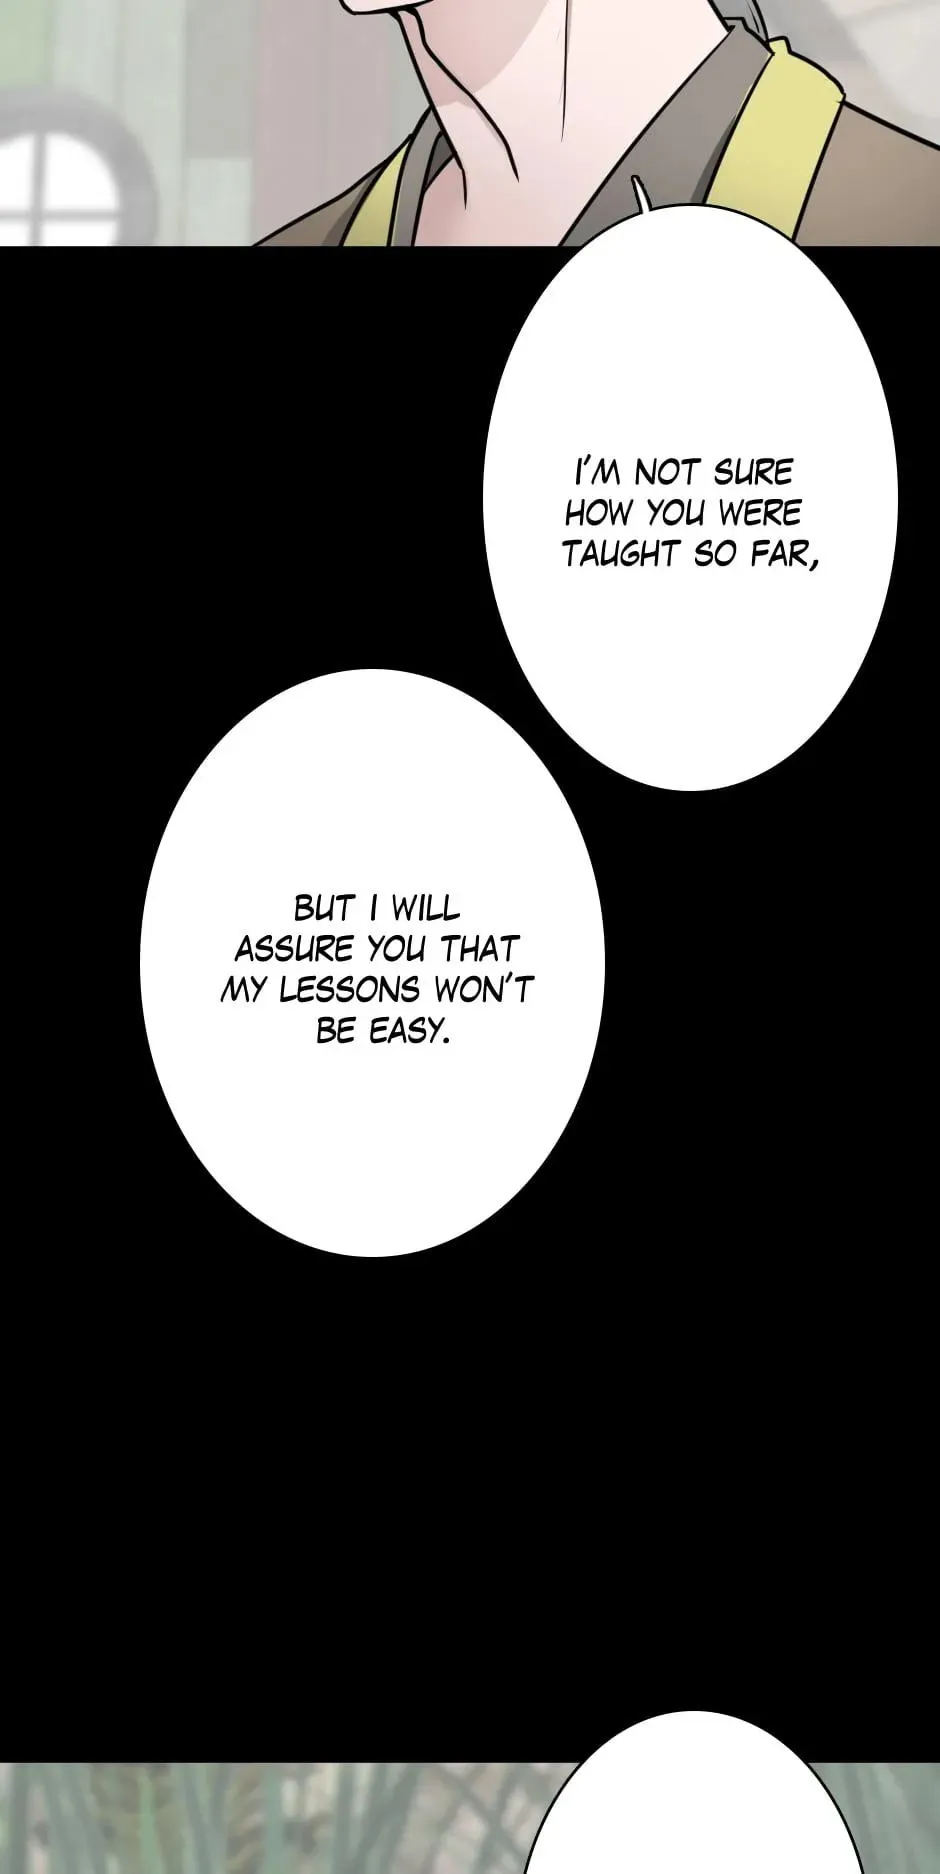 I'M NOT SURE
HOW YOU WERE
TAUGHT SO FAR,
BUT I WILL
ASSURE YOU THAT
MY LESSONS WON'T
BE EASY.